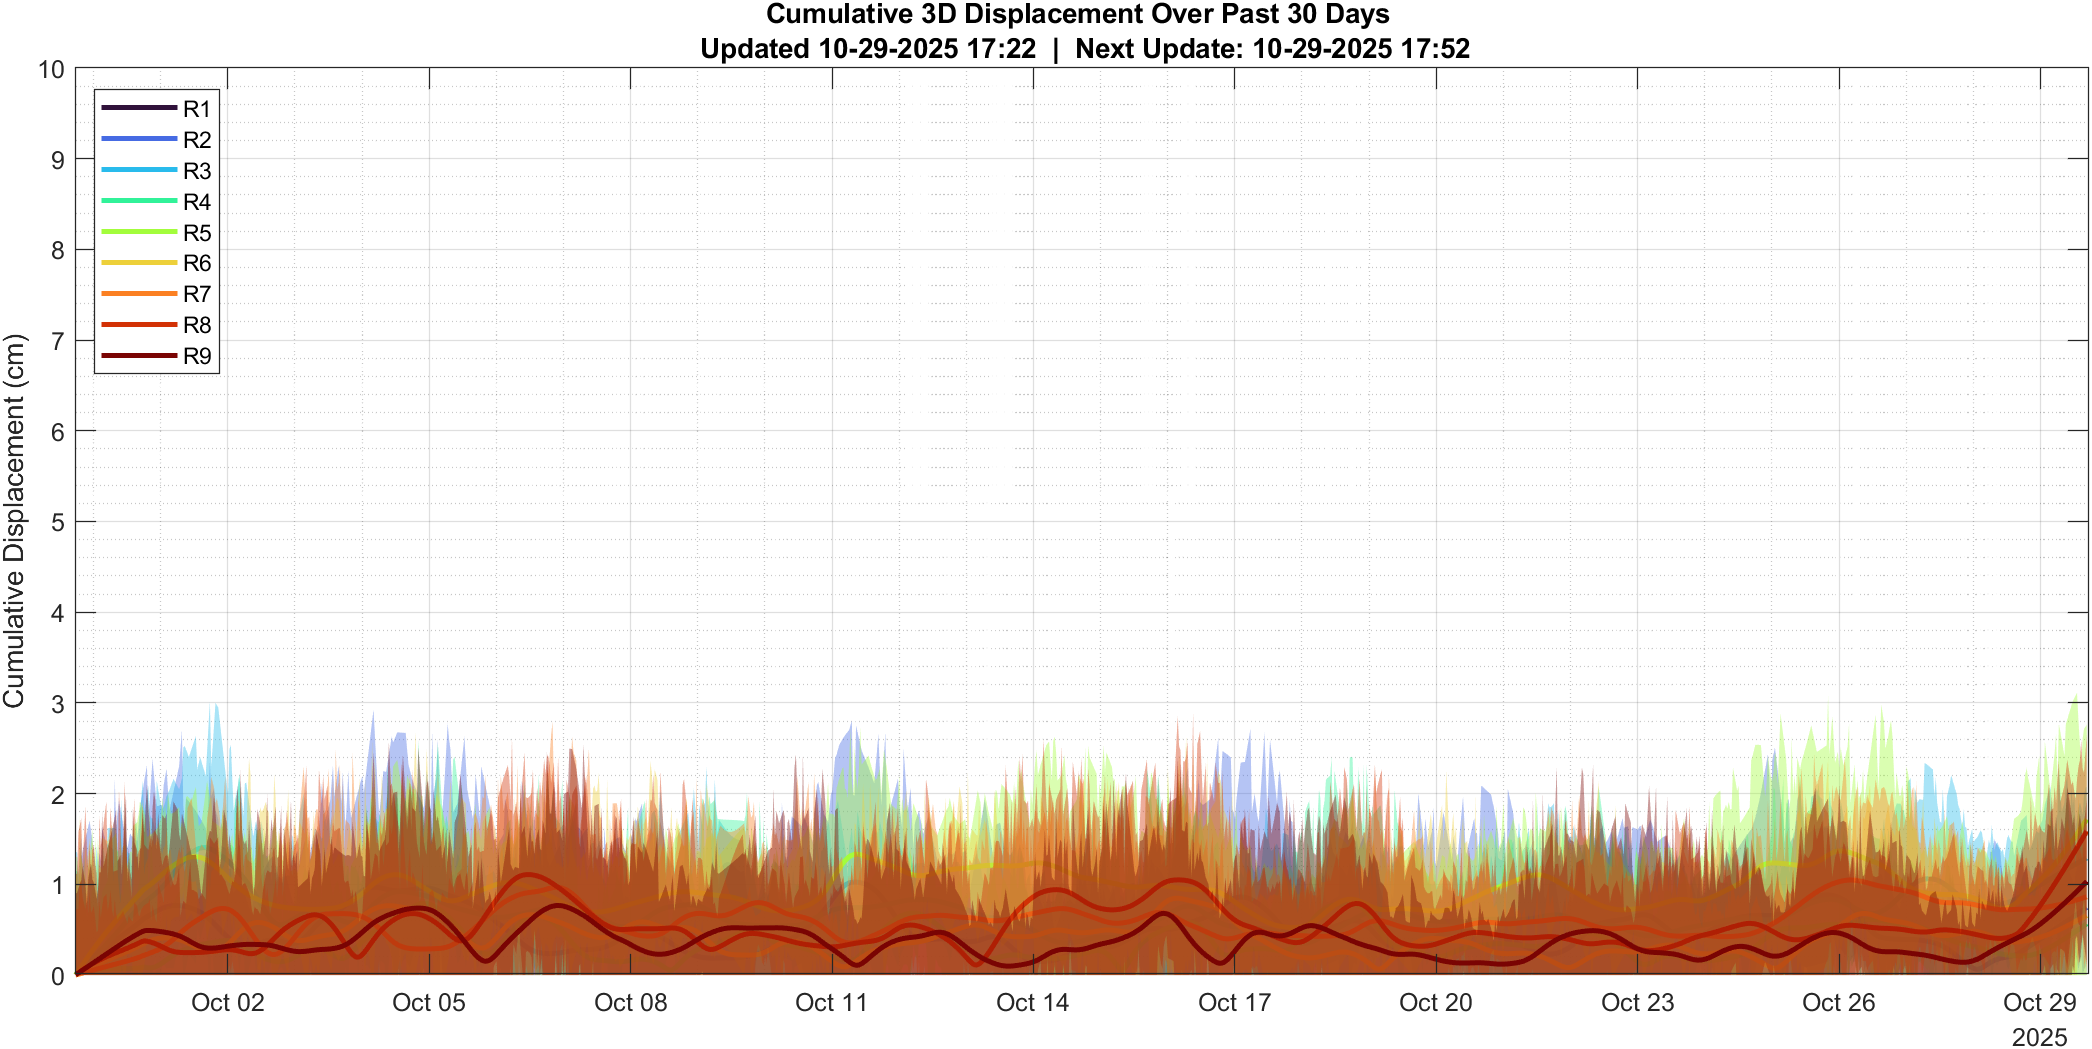 Cumulative 3D Displacement Over Past 30 Days
Updated 10-29-2025 17:22 | Next Update: 10-29-2025 17:52
Cumulative Displacement (cm)
10
9
8
7
6
5
4
3
2
1
0
R1
R2
R3
R4
R5
R6
R7
R8
R9
Oct 02
Oct 05
Oct 08
Oct 11
Oct 14
Oct 17
Oct 20
Oct 23
Oct 26
Oct 29
2025